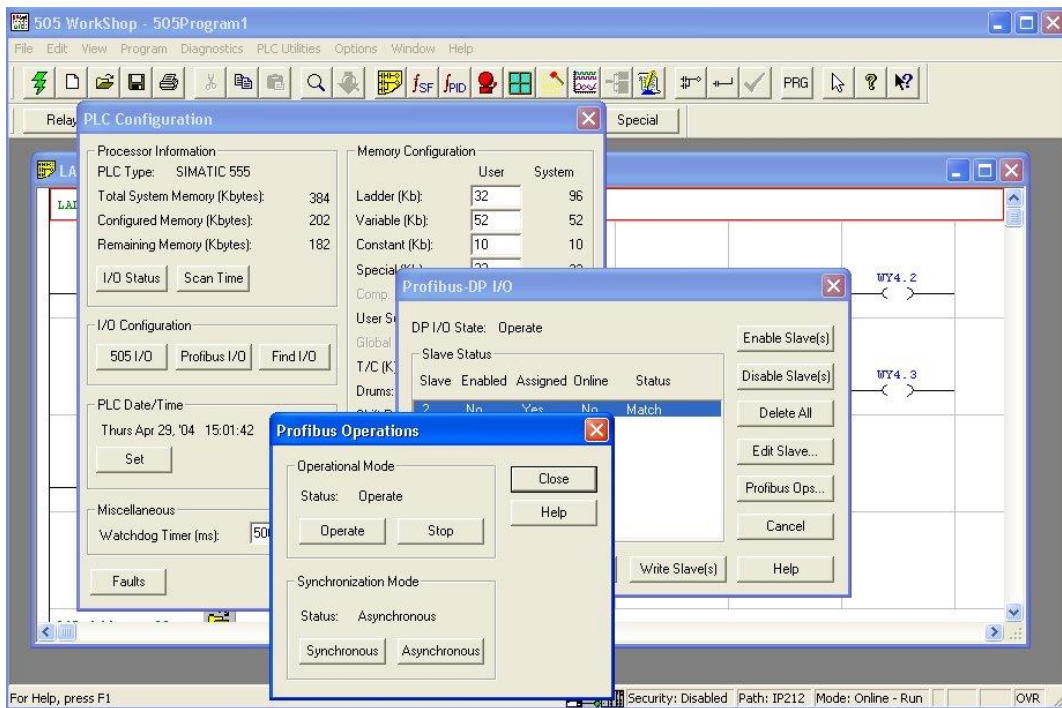 505 WorkShop - 505Program1
File Edit View Program Diagnostics PLC Utilities Options Window Help
SF PID PRG
Relay Special
PLC Configuration
Processor Information
PLC Type: SIMATIC 555
Total System Memory (Kbytes): 384
Configured Memory (Kbytes): 202
Remaining Memory (Kbytes): 182
I/O Status Scan Time
I/O Configuration
505 I/O Profibus I/O Find I/O
PLC Date/Time
Thurs Apr 29, '04 15:01:42
Set
Miscellaneous
Watchdog Timer (ms):
Faults
Memory Configuration
User System
Ladder (Kb): 32 96
Variable (Kb): 52 52
Constant (Kb): 10 10
Special
Comp.
User
Global
T/C (K
Drums:
WY4.2
WY4.3
Profibus-DP I/O
DP I/O State: Operate
Slave Status
Slave Enabled Assigned Online Status
2 No Yes No Match
Enable Slave(s)
Disable Slave(s)
Delete All
Edit Slave...
Profibus Ops...
Cancel
Write Slave(s) Help
Profibus Operations
Operational Mode
Status: Operate
Operate Stop
Close
Help
Synchronization Mode
Status: Asynchronous
Synchronous Asynchronous
For Help, press F1
Security: Disabled Path: IP212 Mode: Online - Run OVR